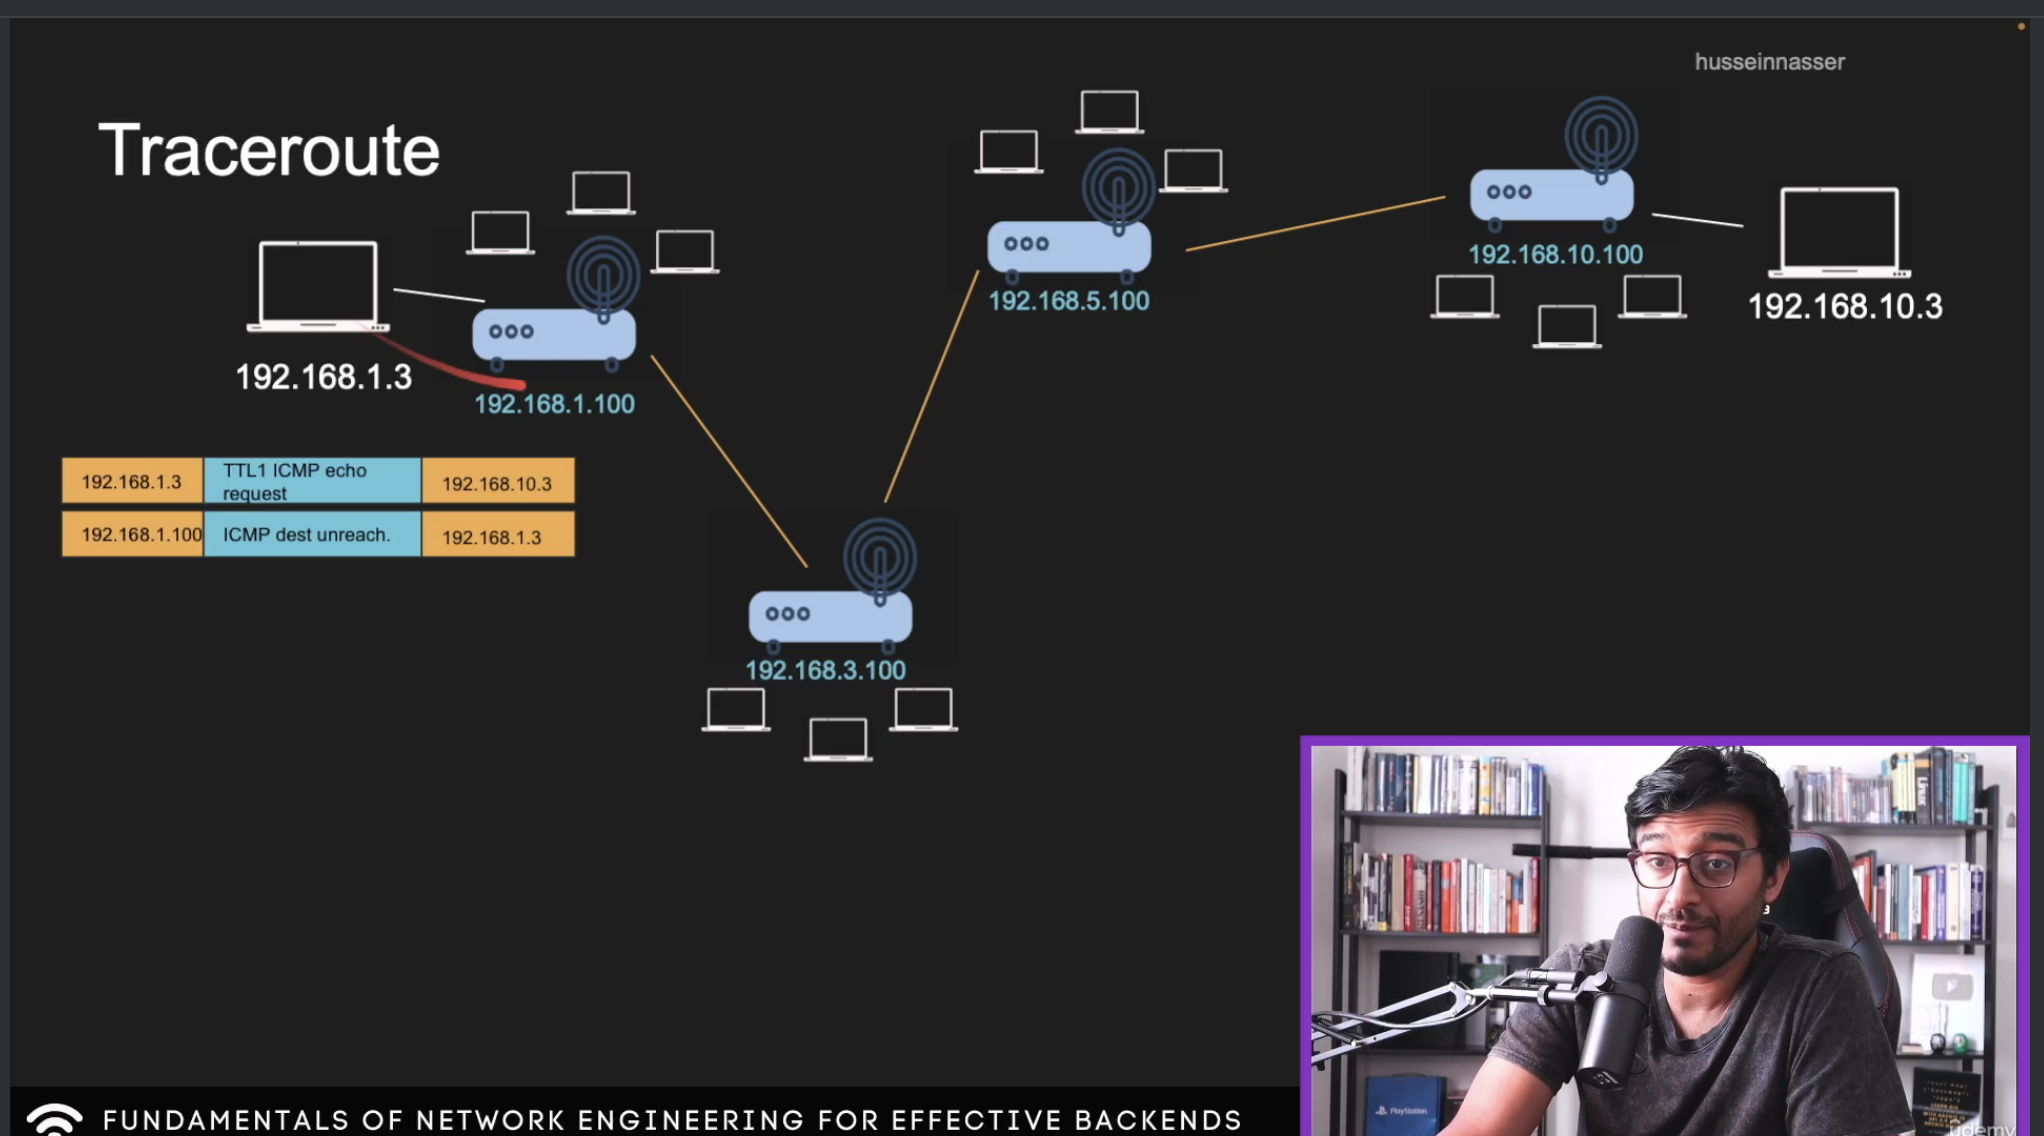 husseinnasser
Traceroute
192.168.1.3
192.168.1.100
192.168.3.100
192.168.5.100
192.168.10.100
192.168.10.3
192.168.1.3
TTL1 ICMP echo
request
192.168.10.3
192.168.1.100
ICMP dest unreach.
192.168.1.3
Linux
PlayStation
FUNDAMENTALS OF NETWORK ENGINEERING FOR EFFECTIVE BACKENDS
udemy